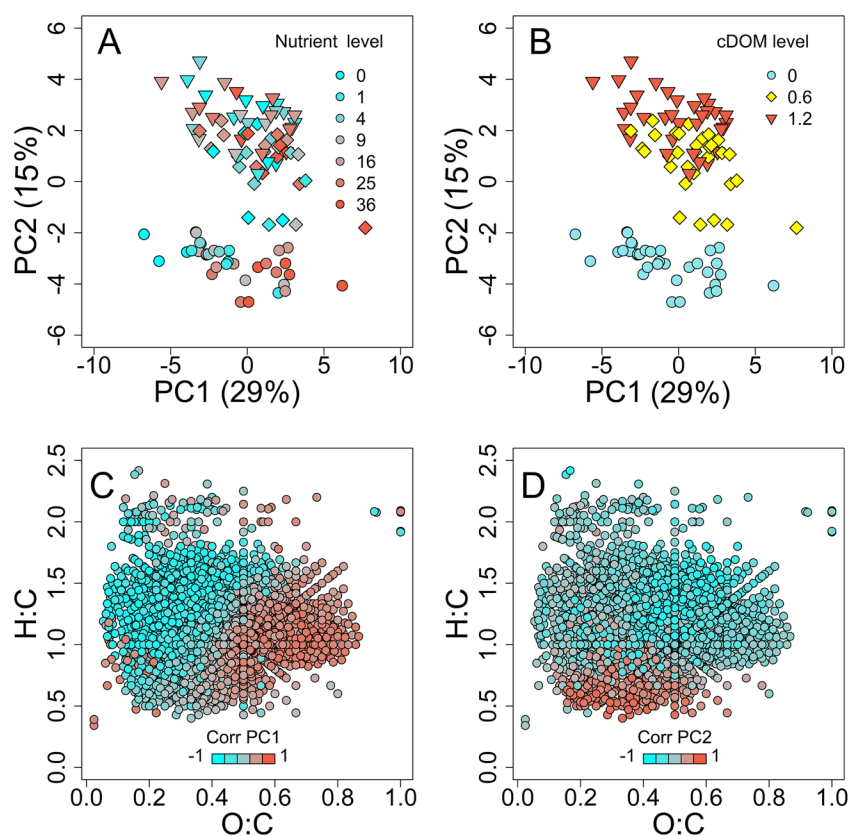 A
Nutrient level
0
1
4
9
16
25
36
6
4
2
0
-2
-4
-6
PC2 (15%)
-10 -5 0 5 10
PC1 (29%)
B
cDOM level
0
0.6
1.2
6
4
2
0
-2
-4
-6
PC2 (15%)
-10 -5 0 5 10
PC1 (29%)
C
2.5
2.0
1.5
1.0
0.5
0.0
H:C
Corr PC1
-1 1
0.0 0.2 0.4 0.6 0.8 1.0
O:C
D
2.5
2.0
1.5
1.0
0.5
0.0
H:C
Corr PC2
-1 1
0.0 0.2 0.4 0.6 0.8 1.0
O:C